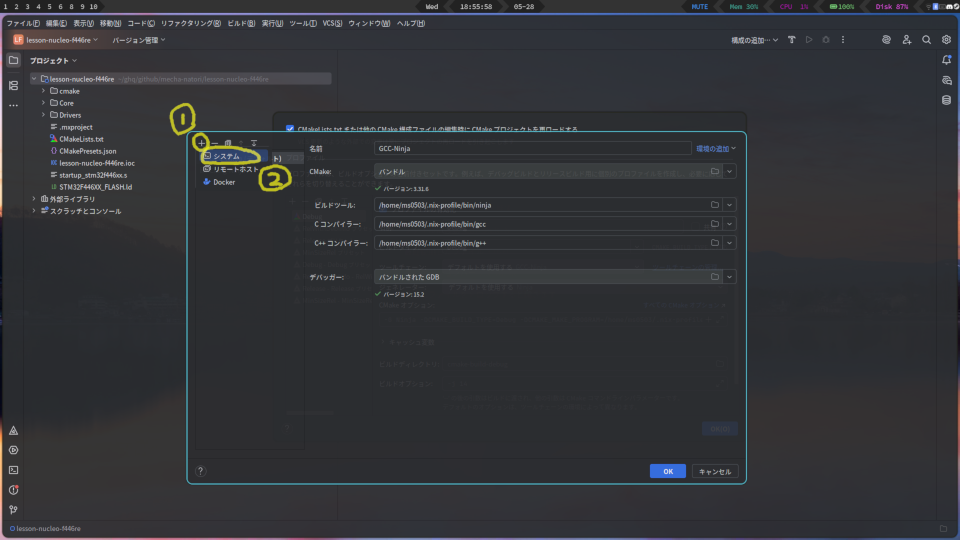 1 2 3 4 5 6 7 8 9 10
Wed 18:55:58 05-28
MUTE Mem 30% CPU 1% 100% Disk 87%
ファイル(F) 編集(E) 表示(V) 移動(N) コード(C) リファクタリング(R) ビルド(B) 実行(U) ツール(T) VCS(S) ウィンドウ(W) ヘルプ(H)
LF lesson-nucleo-f446re バージョン管理 構成の追加…
プロジェクト
lesson-nucleo-f446re ~/ghq/github/mecha-natori/lesson-nucleo-f446re
cmake
Core
Drivers
.mxproject
CMakeLists.txt
CMakePresets.json
lesson-nucleo-f446re.ioc
startup_stm32f446xx.s
STM32F446XX_FLASH.ld
外部ライブラリ
スクラッチとコンソール
CMakeLists.txt または他の CMake 構成ファイルの編集時に CMake プロジェクトを再ロードする
1
システム
ト)
リモートホスト
2
Docker
名前 GCC-Ninja 環境の追加
CMake: バンドル
バージョン: 3.31.6
ビルドツール: /home/ms0503/.nix-profile/bin/ninja
C コンパイラー: /home/ms0503/.nix-profile/bin/gcc
C++ コンパイラー: /home/ms0503/.nix-profile/bin/g++
デバッガー: バンドルされた GDB
バージョン: 15.2
? OK キャンセル
lesson-nucleo-f446re